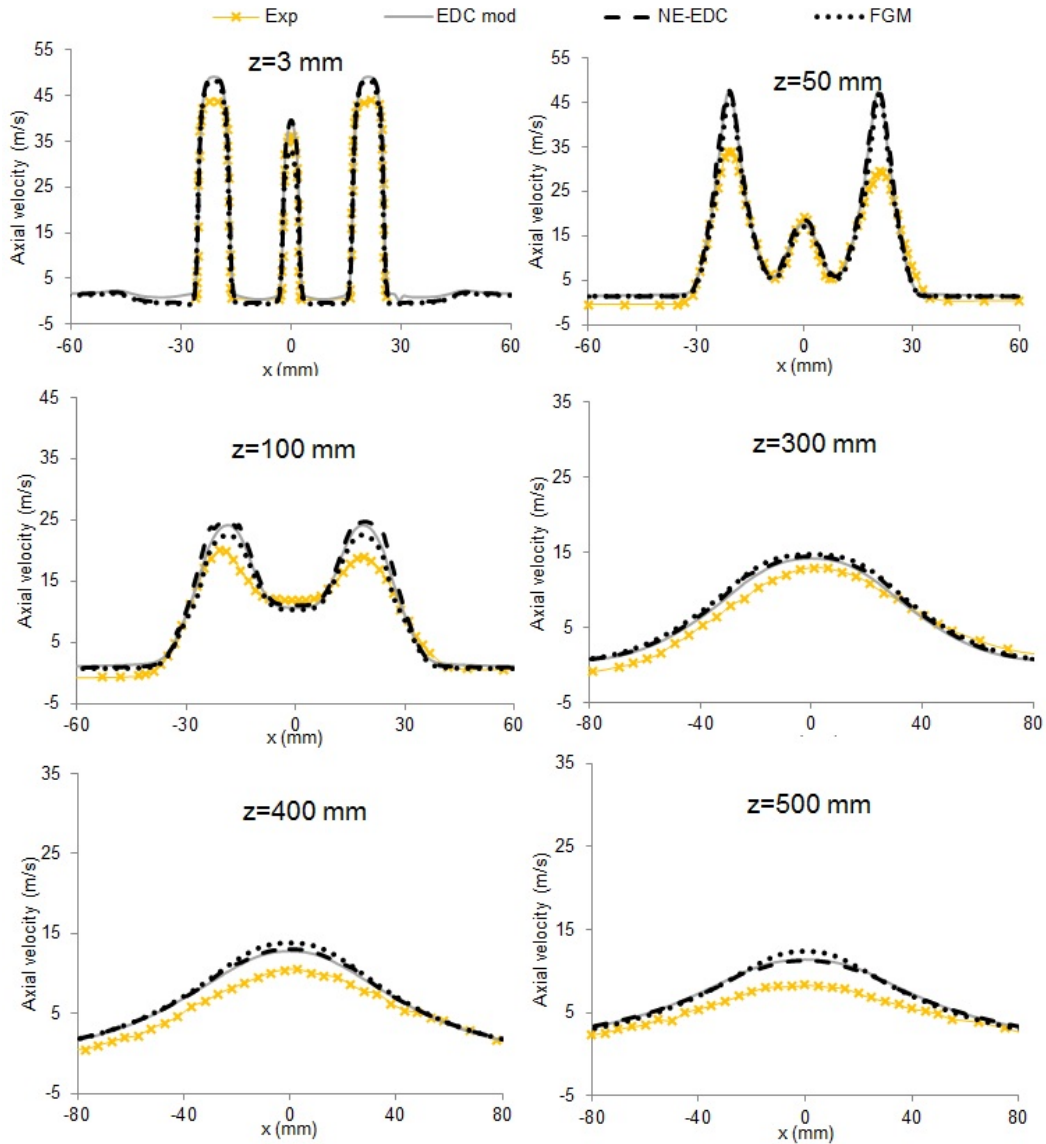 Exp EDC mod NE-EDC FGM
z=3 mm
Axial velocity (m/s)
55
45
35
25
15
5
-5
-60 -30 0 30 60
x (mm)
z=50 mm
Axial velocity (m/s)
55
45
35
25
15
5
-5
-60 -30 0 30 60
x (mm)
z=100 mm
Axial velocity (m/s)
45
35
25
15
5
-5
-60 -30 0 30 60
x (mm)
z=300 mm
Axial velocity (m/s)
35
25
15
5
-5
-80 -40 0 40 80
z=400 mm
Axial velocity (m/s)
35
25
15
5
-5
-80 -40 0 40 80
x (mm)
z=500 mm
Axial velocity (m/s)
35
25
15
5
-5
-80 -40 0 40 80
x (mm)